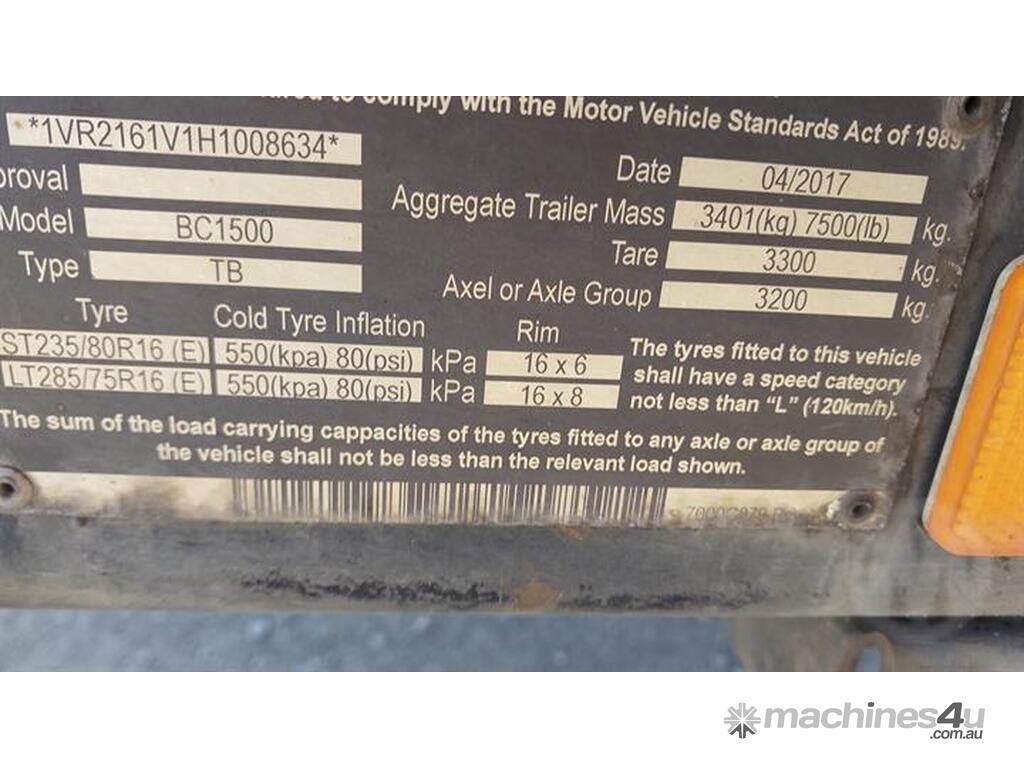 to comply with the Motor Vehicle Standards Act of 1989.
*1VR2161V1H1008634*
Date 04/2017
roval
Aggregate Trailer Mass 3401(kg) 7500(lb) kg.
Model BC1500
Tare 3300 kg.
Type TB
Axel or Axle Group 3200 kg.
Tyre Cold Tyre Inflation Rim
ST235/80R16 (E) 550(kpa) 80(psi) kPa 16 x 6
LT285/75R16 (E) 550(kpa) 80(psi) kPa 16 x 8
The tyres fitted to this vehicle
shall have a speed category
not less than "L" (120km/h).
The sum of the load carrying cappacities of the tyres fitted to any axle or axle group of
the vehicle shall not be less than the relevant load shown.
machines4u
.com.au